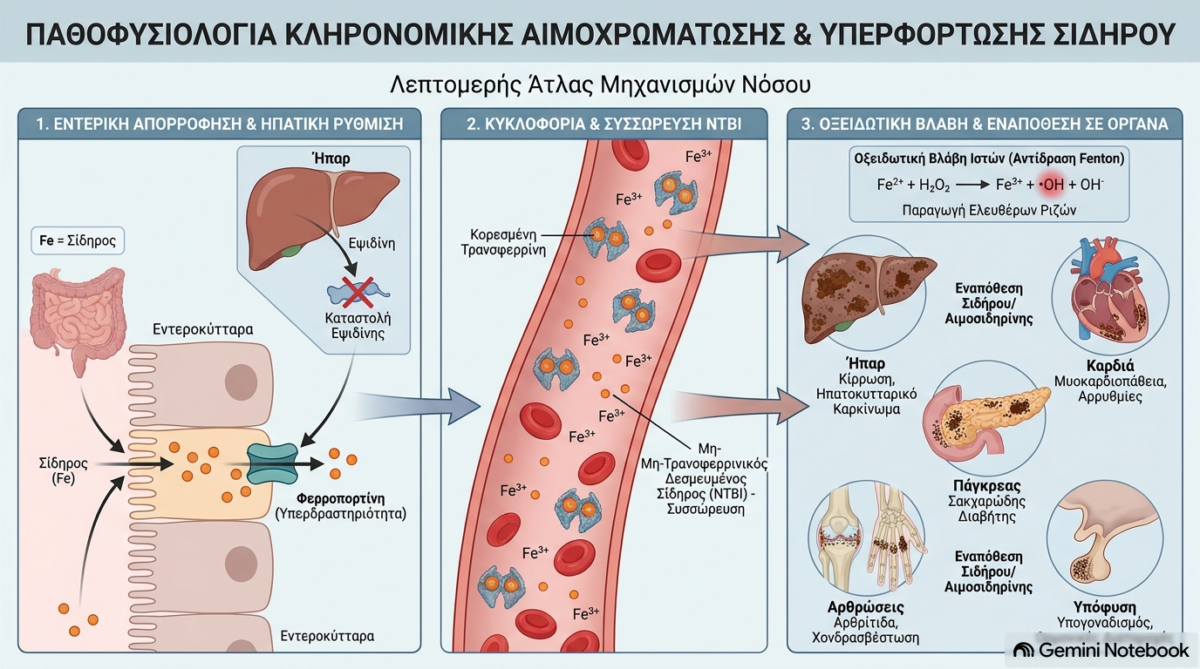 ΠΑΘΟΦΥΣΙΟΛΟΓΙΑ ΚΛΗΡΟΝΟΜΙΚΗΣ ΑΙΜΟΧΡΩΜΑΤΩΣΗΣ & ΥΠΕΡΦΟΡΤΩΣΗΣ ΣΙΔΗΡΟΥ
Λεπτομερής Άτλας Μηχανισμών Νόσου
1. ΕΝΤΕΡΙΚΗ ΑΠΟΡΡΟΦΗΣΗ & ΗΠΑΤΙΚΗ ΡΥΘΜΙΣΗ
Ήπαρ
Fe = Σίδηρος
Εψιδίνη
Καταστολή
Εψιδίνης
Εντεροκύτταρα
Σίδηρος
(Fe)
Φερροπορτίνη
(Υπερδραστηριότητα)
Εντεροκύτταρα
2. ΚΥΚΛΟΦΟΡΙΑ & ΣΥΣΣΩΡΕΥΣΗ NTBI
Fe³⁺
Fe³⁺
Κορεσμένη
Τρανσφερρίνη
Fe³⁺
Fe³⁺
Fe³⁺
Fe³⁺
Fe³⁺
Fe³⁺
Fe³⁺
Fe³⁺
Μη-
Μη-Τρανοφερρινικός
Δεσμευμένος
Σίδηρος (NTBI) -
Συσσώρευση
3. ΟΞΕΙΔΩΤΙΚΗ ΒΛΑΒΗ & ΕΝΑΠΟΘΕΣΗ ΣΕ ΟΡΓΑΝΑ
Οξειδωτική Βλάβη Ιστών (Αντίδραση Fenton)
Fe²⁺ + H₂O₂ ⟶ Fe³⁺ + •OH + OH⁻
Παραγωγή Ελευθέρων Ριζών
Εναπόθεση
Σιδήρου/
Αιμοσιδηρίνης
Ήπαρ
Κίρρωση,
Ηπατοκυτταρικό
Καρκίνωμα
Καρδιά
Μυοκαρδιοπάθεια,
Αρρυθμίες
Πάγκρεας
Σακχαρώδης
Διαβήτης
Εναπόθεση
Σιδήρου/
Αιμοσιδηρίνης
Αρθρώσεις
Αρθρίτιδα,
Χονδρασβέστωση
Υπόφυση
Υπογοναδισμός,
Gemini Notebook